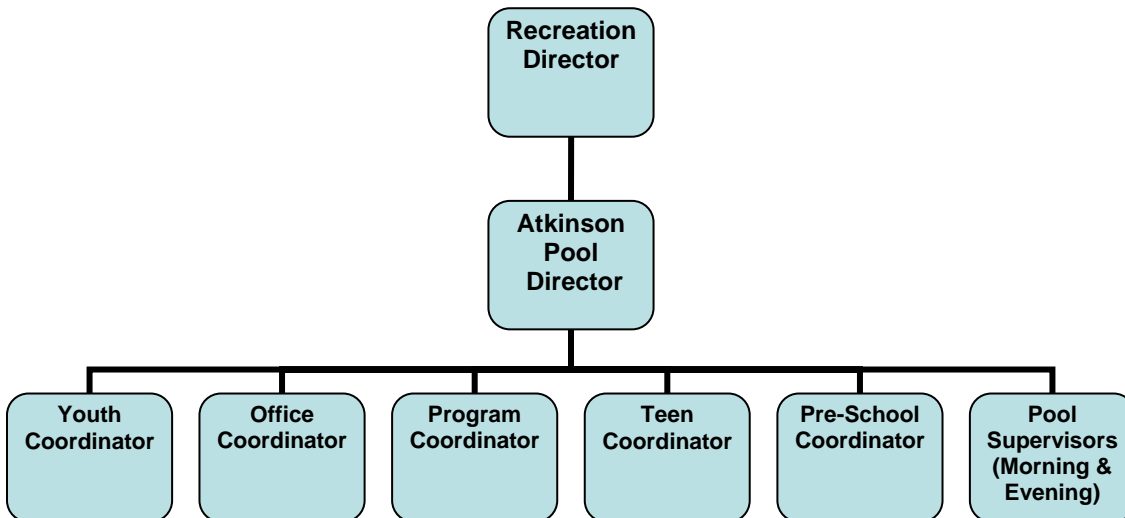 Recreation
Director
Atkinson
Pool
Director
Youth
Coordinator
Office
Coordinator
Program
Coordinator
Teen
Coordinator
Pre-School
Coordinator
Pool
Supervisors
(Morning &
Evening)